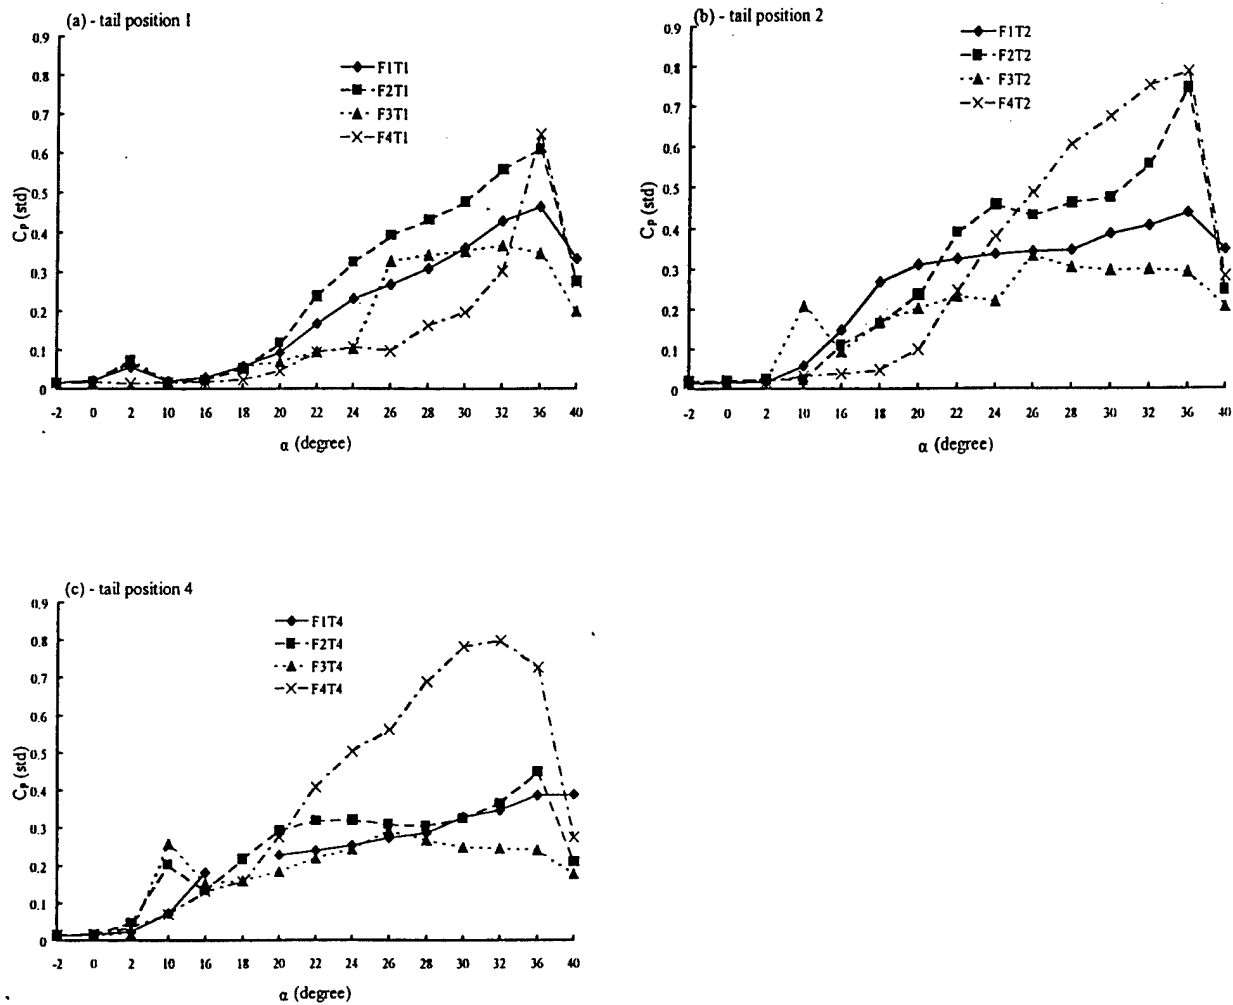 (a) - tail position 1
0.9
0.8
0.7
0.6
0.5
0.4
0.3
0.2
0.1
0
Cp (std)
F1T1
F2T1
F3T1
F4T1
-2 0 2 10 16 18 20 22 24 26 28 30 32 36 40
α (degree)
(b) - tail position 2
0.9
0.8
0.7
0.6
0.5
0.4
0.3
0.2
0.1
0
Cp (std)
F1T2
F2T2
F3T2
F4T2
-2 0 2 10 16 18 20 22 24 26 28 30 32 36 40
α (degree)
(c) - tail position 4
0.9
0.8
0.7
0.6
0.5
0.4
0.3
0.2
0.1
0
Cp (std)
F1T4
F2T4
F3T4
F4T4
-2 0 2 10 16 18 20 22 24 26 28 30 32 36 40
α (degree)